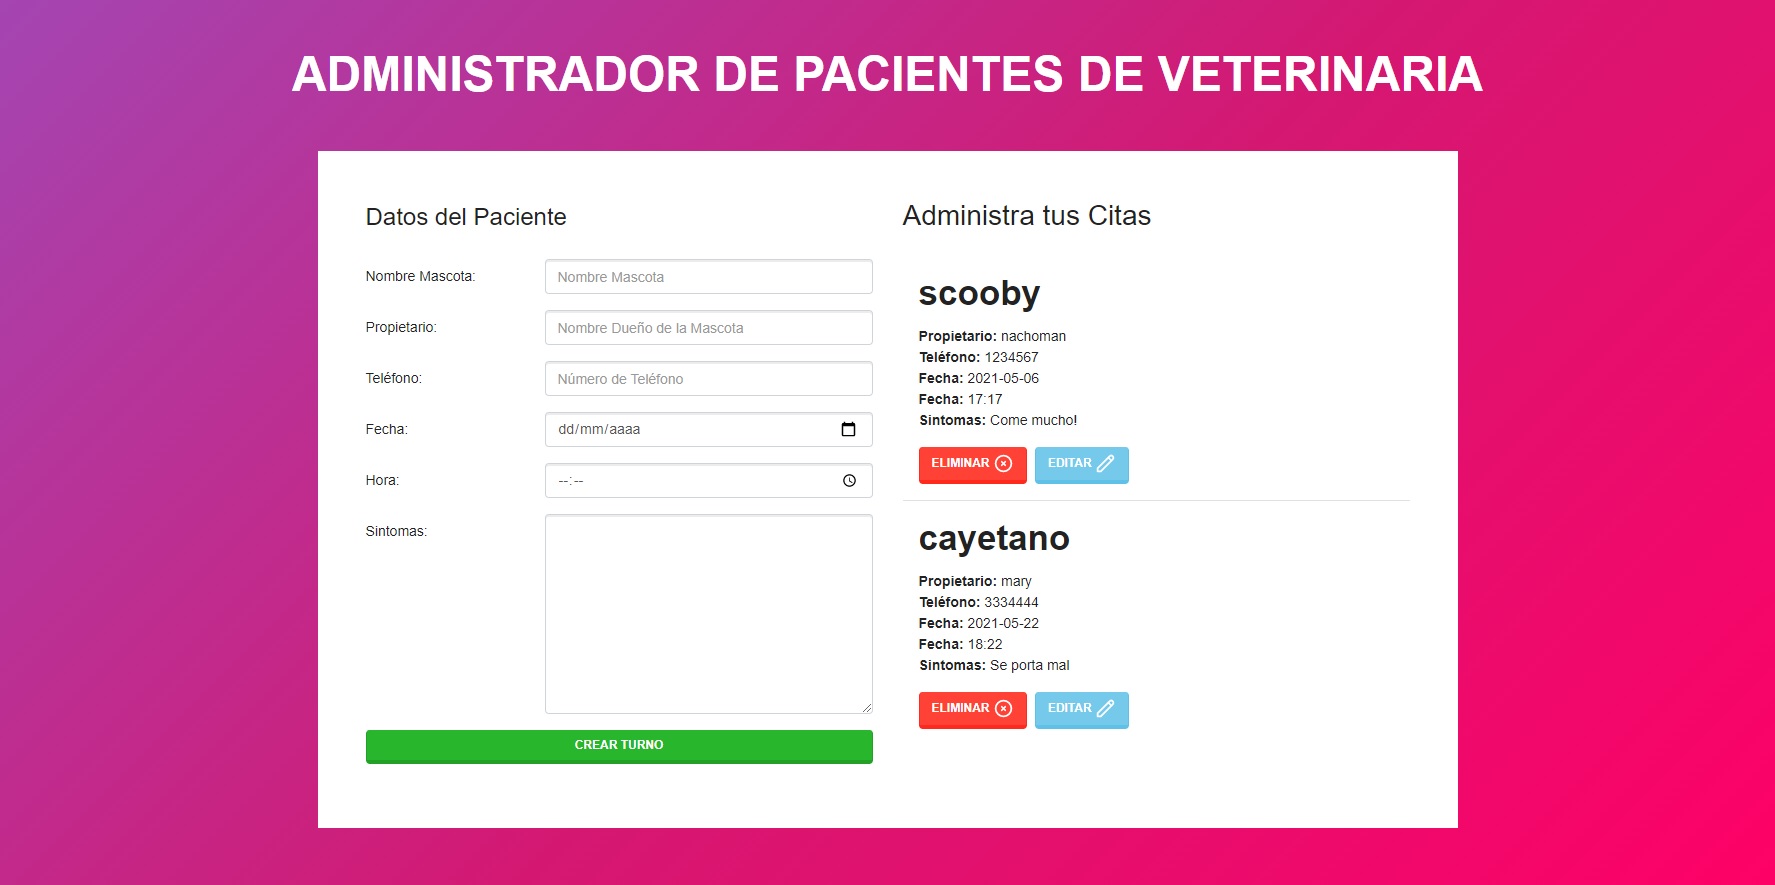 ADMINISTRADOR DE PACIENTES DE VETERINARIA
Datos del Paciente
Nombre Mascota:
Nombre Mascota
Propietario:
Nombre Dueño de la Mascota
Teléfono:
Número de Teléfono
Fecha:
dd/mm/aaaa
Hora:
--:--
Sintomas:
CREAR TURNO
Administra tus Citas
scooby
Propietario: nachoman
Teléfono: 1234567
Fecha: 2021-05-06
Fecha: 17:17
Sintomas: Come mucho!
ELIMINAR
EDITAR
cayetano
Propietario: mary
Teléfono: 3334444
Fecha: 2021-05-22
Fecha: 18:22
Sintomas: Se porta mal
ELIMINAR
EDITAR